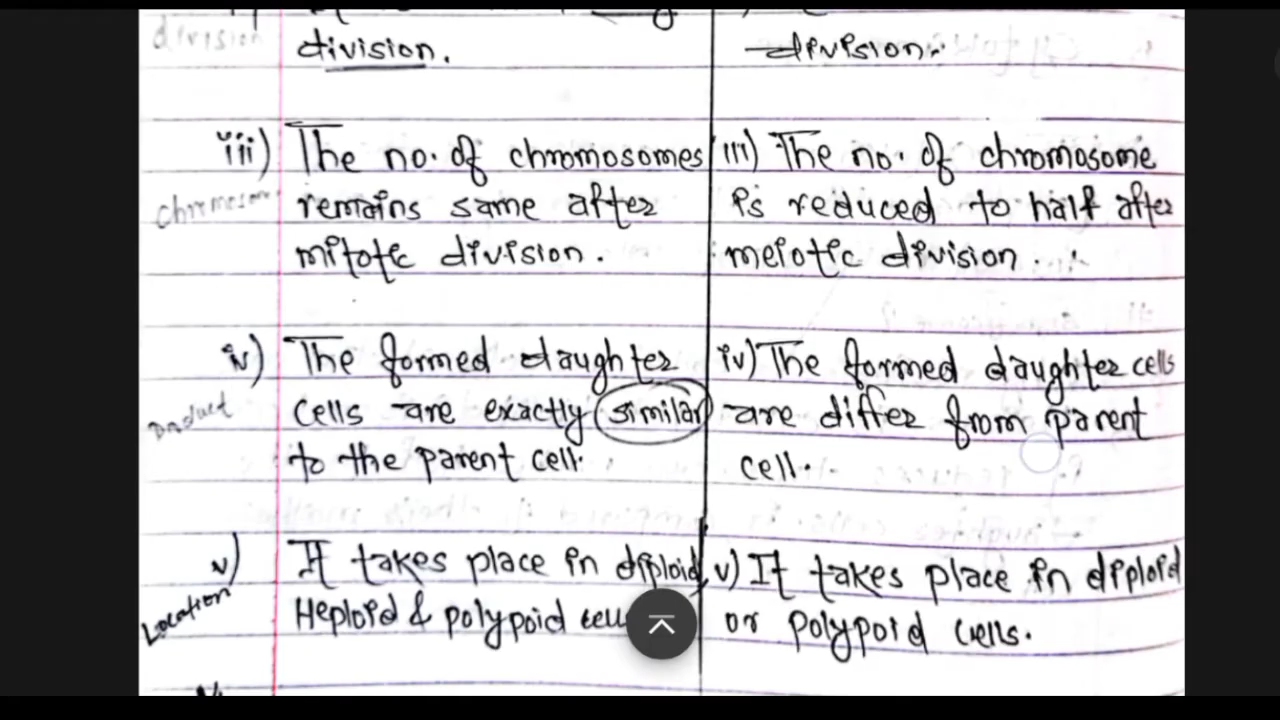 division
division.
division.
iii) The no. of chromosomes
remains same after
mitotic division.
iii) The no. of chromosome
is reduced to half after
meiotic division.
iv) The formed daughter
cells are exactly similar
to the parent cell.
product
iv) The formed daughter cells
are differ from parent
cell.
v) It takes place in diploid,
Heploid & polypoid cell
Location
v) It takes place in diploid
or polypoid cells.